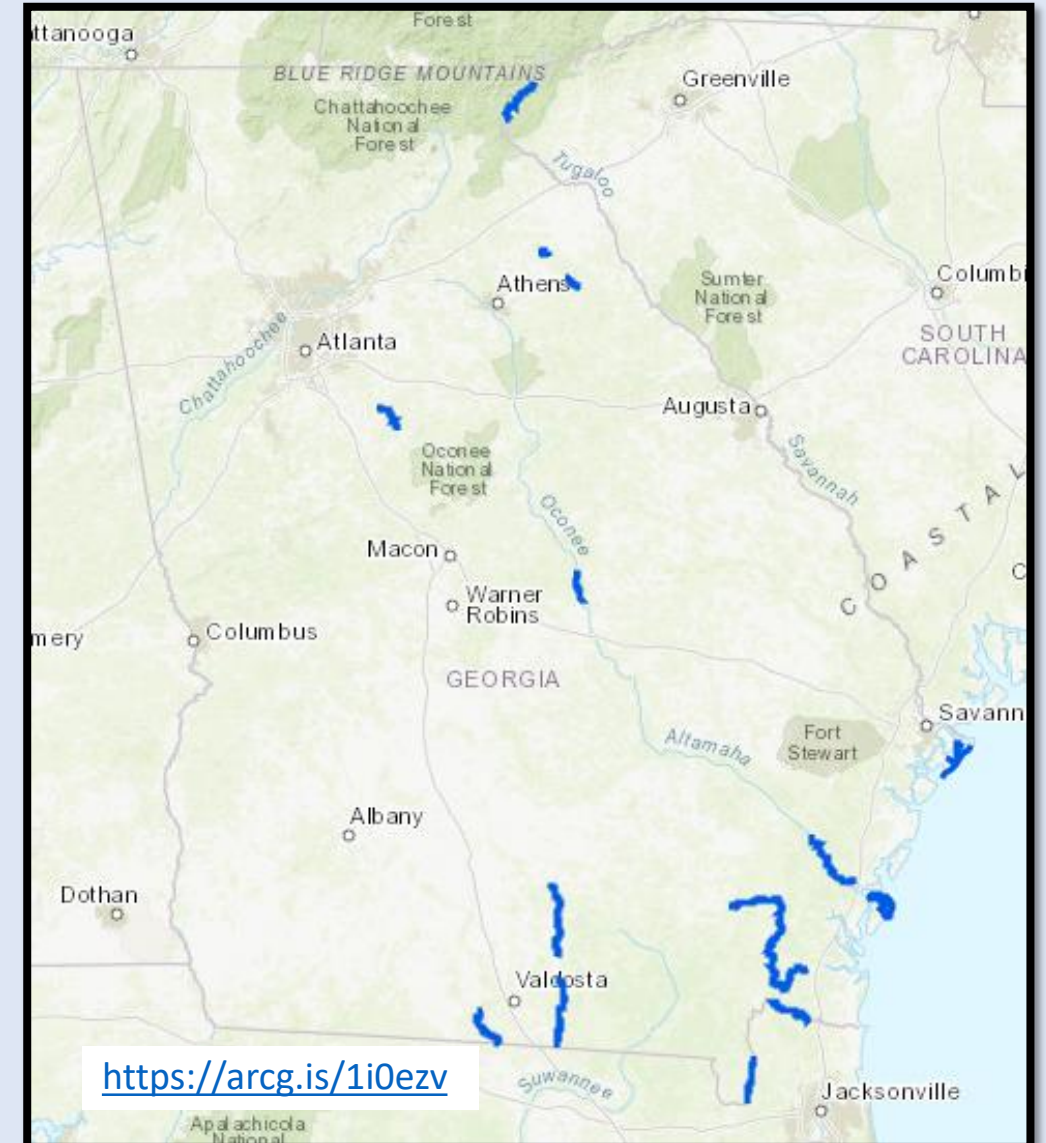 Forest
ttanooga
BLUE RIDGE MOUNTAINS
Greenville
Chattahoochee
National
Forest
Tugaloo
Athens
Sumter
National
Forest
Columbi
SOUTH
CAROLINA
Atlanta
Chattahoochee
Augusta
Oconee
National
Forest
Savannah
COASTAL
Oconee
Macon
Warner
Robins
C
mery
Columbus
GEORGIA
Savann
Altamaha
Fort
Stewart
Albany
Dothan
Valdosta
https://arcg.is/1i0ezv
Suwannee
Jacksonville
Apalachicola
National